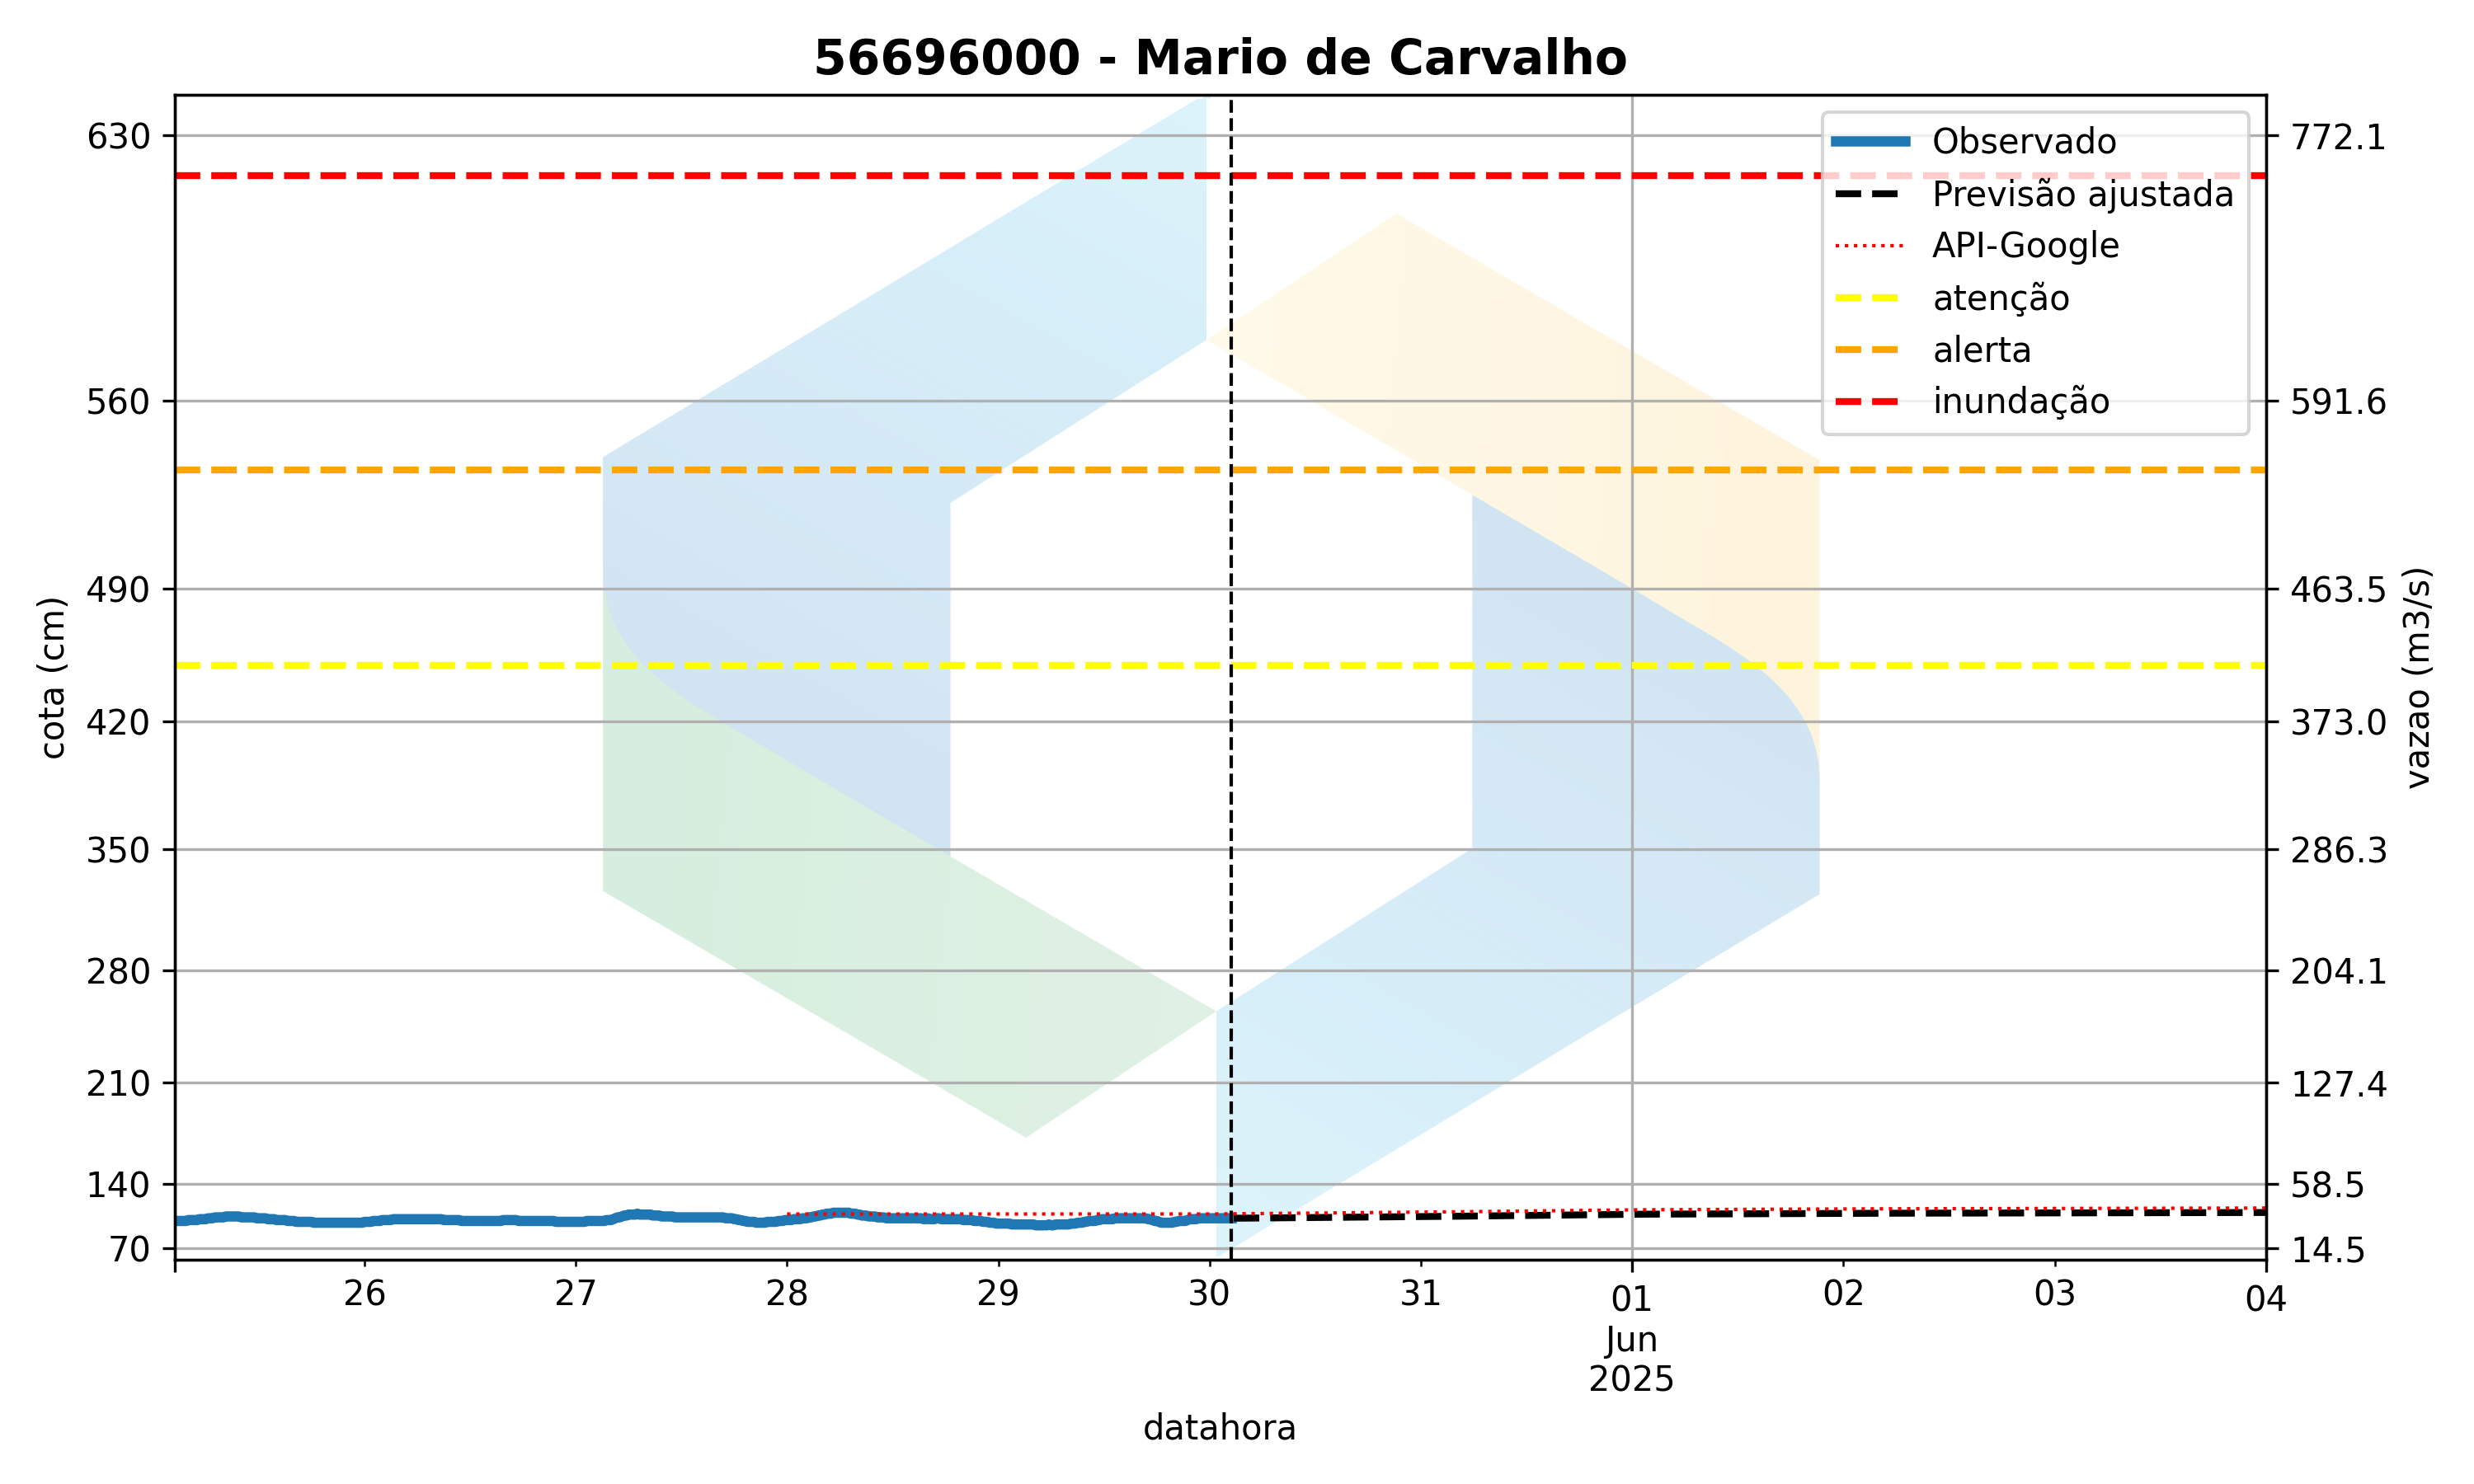 56696000 - Mario de Carvalho
630
560
490
420
350
280
210
140
70
cota (cm)
772.1
591.6
463.5
373.0
286.3
204.1
127.4
58.5
14.5
vazao (m3/s)
Observado
Previsão ajustada
API-Google
atenção
alerta
inundação
26 27 28 29 30 31 01 02 03 04
Jun
2025
datahora